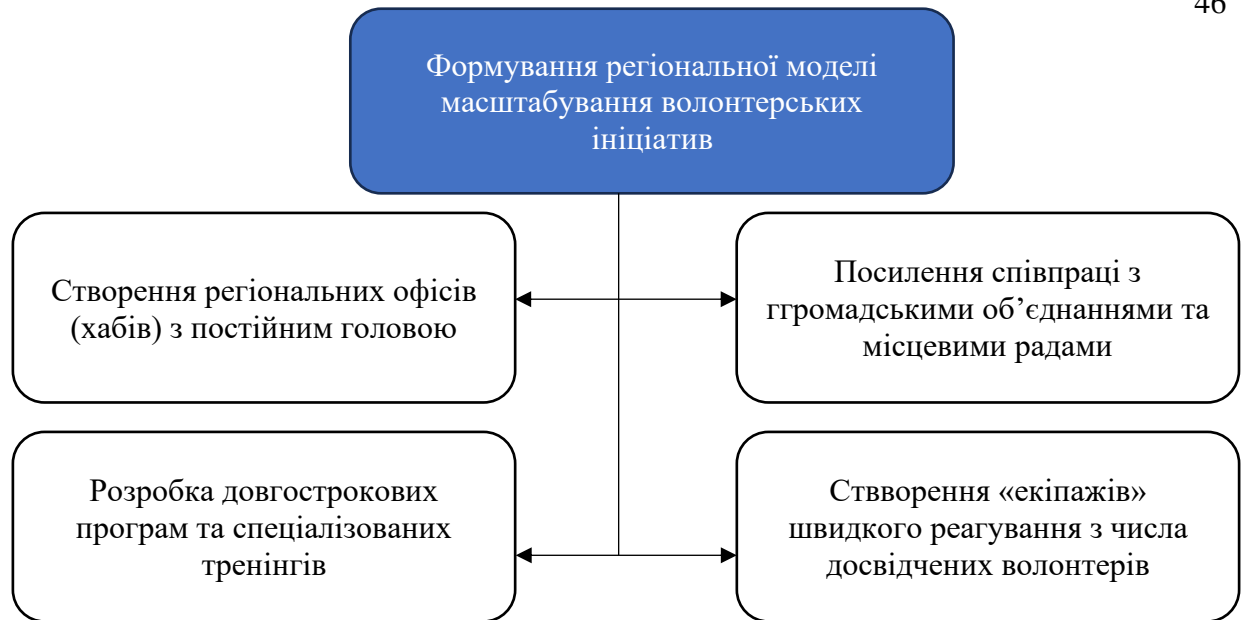 46
Формування регіональної моделі
масштабування волонтерських
ініціатив
Створення регіональних офісів
(хабів) з постійним головою
Посилення співпраці з
ггромадськими об’єднаннями та
місцевими радами
Розробка довгострокових
програм та спеціалізованих
тренінгів
Ствворення «екіпажів»
швидкого реагування з числа
досвідчених волонтерів